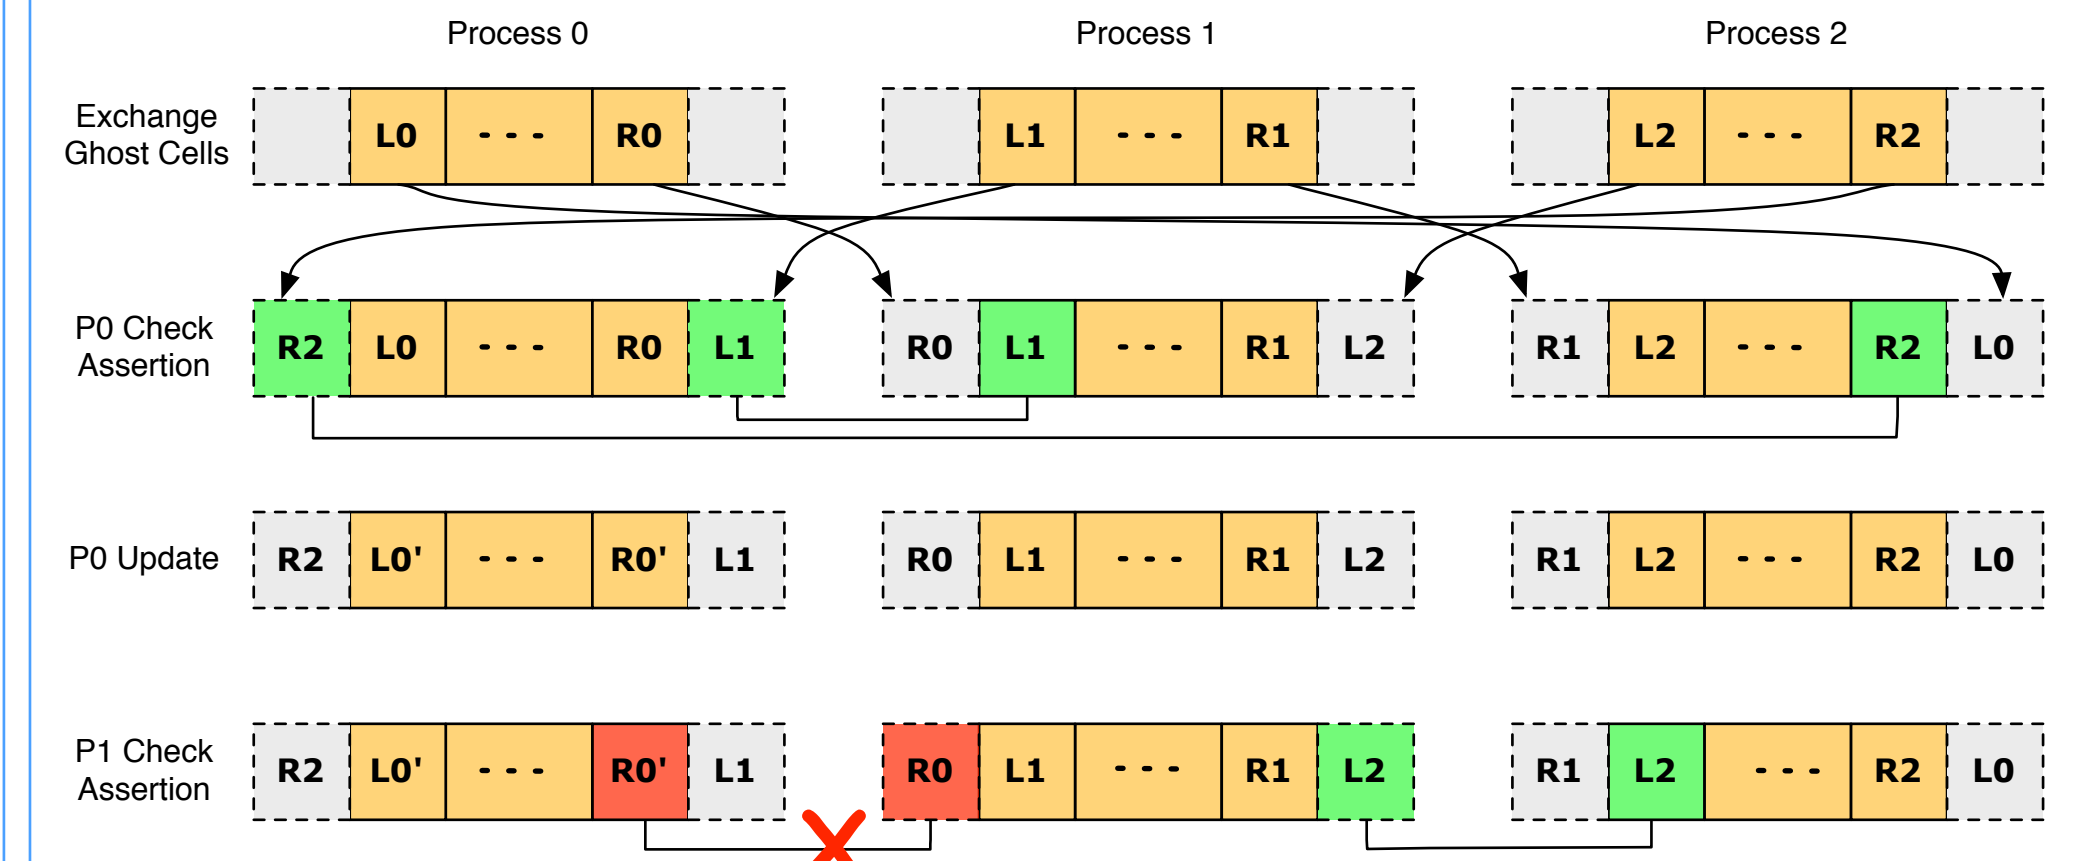 Process 0 Process 1 Process 2
Exchange
Ghost Cells
L0 - - - R0 L1 - - - R1 L2 - - - R2
P0 Check
Assertion
R2 L0 - - - R0 L1 R0 L1 - - - R1 L2 R1 L2 - - - R2 L0
P0 Update
R2 L0' - - - R0' L1 R0 L1 - - - R1 L2 R1 L2 - - - R2 L0
P1 Check
Assertion
R2 L0' - - - R0' L1 R0 L1 - - - R1 L2 R1 L2 - - - R2 L0